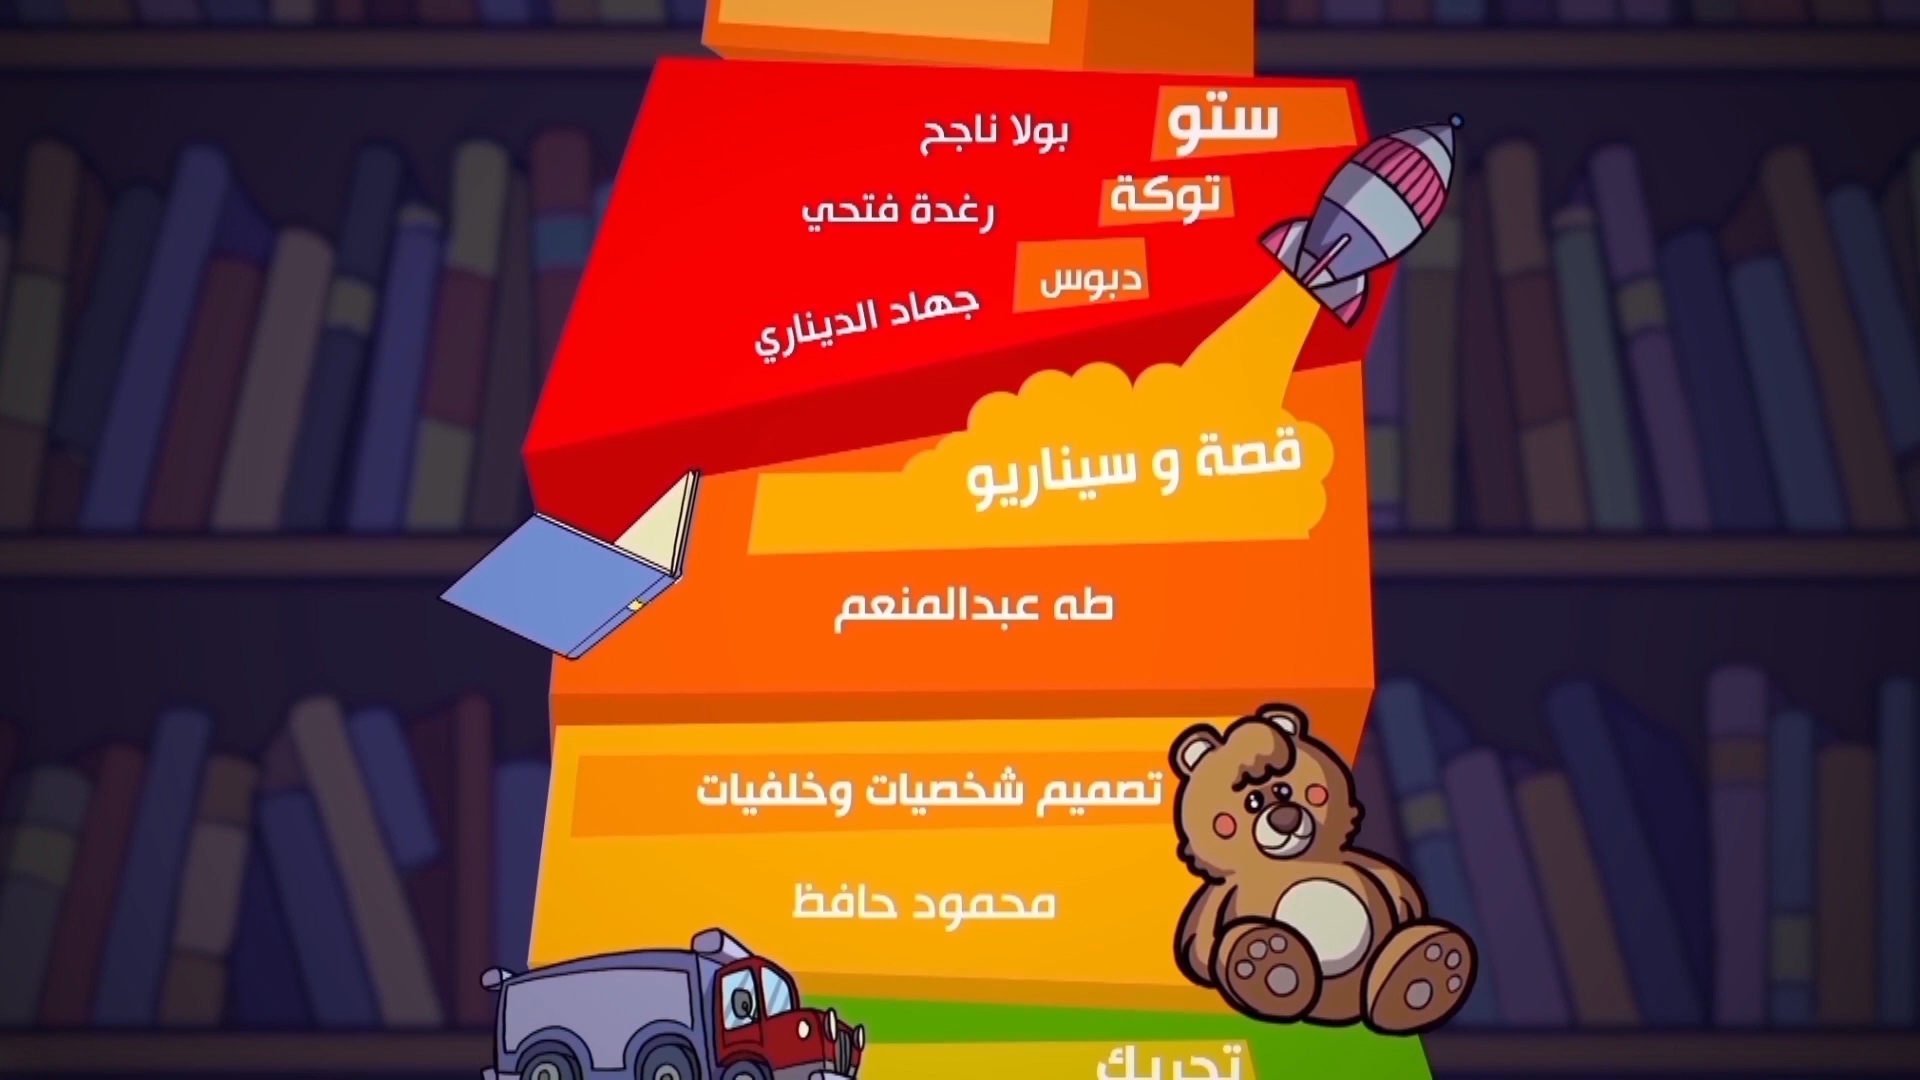 ستو بولا ناجح
توكة رغدة فتحي
دبوس جهاد الديناري
قصة و سيناريو
طه عبدالمنعم
تصميم شخصيات وخلفيات
محمود حافظ
تحريك